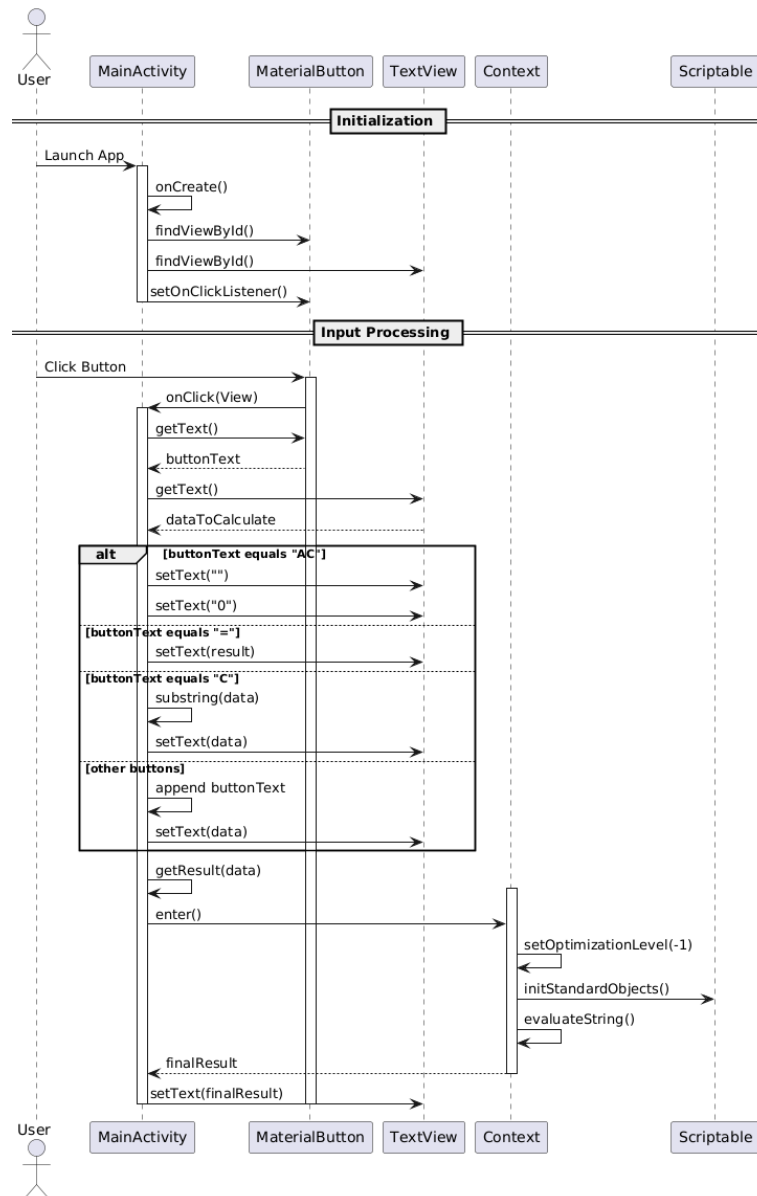 User
MainActivity
MaterialButton
TextView
Context
Scriptable
Initialization
Launch App
onCreate()
findViewById()
findViewById()
setOnClickListener()
Input Processing
Click Button
onClick(View)
getText()
buttonText
getText()
dataToCalculate
alt [buttonText equals "AC"]
setText("")
setText("0")
[buttonText equals "="]
setText(result)
[buttonText equals "C"]
substring(data)
setText(data)
[other buttons]
append buttonText
setText(data)
getResult(data)
enter()
setOptimizationLevel(-1)
initStandardObjects()
evaluateString()
finalResult
setText(finalResult)
User
MainActivity
MaterialButton
TextView
Context
Scriptable